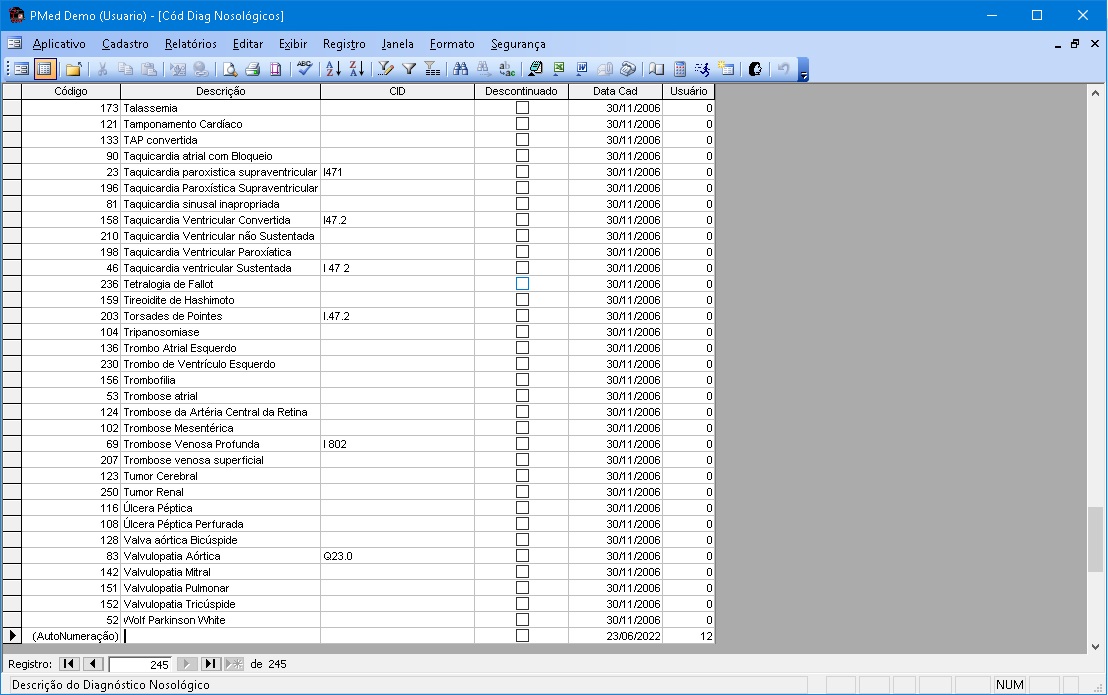 PMed Demo (Usuario) - [Cód Diag Nosológicos]
Aplicativo Cadastro Relatórios Editar Exibir Registro Janela Formato Segurança
Código Descrição CID Descontinuado Data Cad Usuário
173 Talassemia 30/11/2006 0
121 Tamponamento Cardíaco 30/11/2006 0
133 TAP convertida 30/11/2006 0
90 Taquicardia atrial com Bloqueio 30/11/2006 0
23 Taquicardia paroxistica supraventricular I471 30/11/2006 0
196 Taquicardia Paroxística Supraventricular 30/11/2006 0
81 Taquicardia sinusal inapropriada 30/11/2006 0
158 Taquicardia Ventricular Convertida I47.2 30/11/2006 0
210 Taquicardia Ventricular não Sustentada 30/11/2006 0
198 Taquicardia Ventricular Paroxíatica 30/11/2006 0
46 Taquicardia ventricular Sustentada I 47 2 30/11/2006 0
236 Tetralogia de Fallot 30/11/2006 0
159 Tireoidite de Hashimoto 30/11/2006 0
203 Torsades de Pointes I.47.2 30/11/2006 0
104 Tripanosomiase 30/11/2006 0
136 Trombo Atrial Esquerdo 30/11/2006 0
230 Trombo de Ventrículo Esquerdo 30/11/2006 0
156 Trombofilia 30/11/2006 0
53 Trombose atrial 30/11/2006 0
124 Trombose da Artéria Central da Retina 30/11/2006 0
102 Trombose Mesentérica 30/11/2006 0
69 Trombose Venosa Profunda I 802 30/11/2006 0
207 Trombose venosa superficial 30/11/2006 0
123 Tumor Cerebral 30/11/2006 0
250 Tumor Renal 30/11/2006 0
116 Úlcera Péptica 30/11/2006 0
108 Úlcera Péptica Perfurada 30/11/2006 0
128 Valva aórtica Bicúspide 30/11/2006 0
83 Valvulopatia Aórtica Q23.0 30/11/2006 0
142 Valvulopatia Mitral 30/11/2006 0
151 Valvulopatia Pulmonar 30/11/2006 0
152 Valvulopatia Tricúspide 30/11/2006 0
52 Wolf Parkinson White 30/11/2006 0
(AutoNumeração) 23/06/2022 12
Registro: 245 de 245
Descrição do Diagnóstico Nosológico NUM